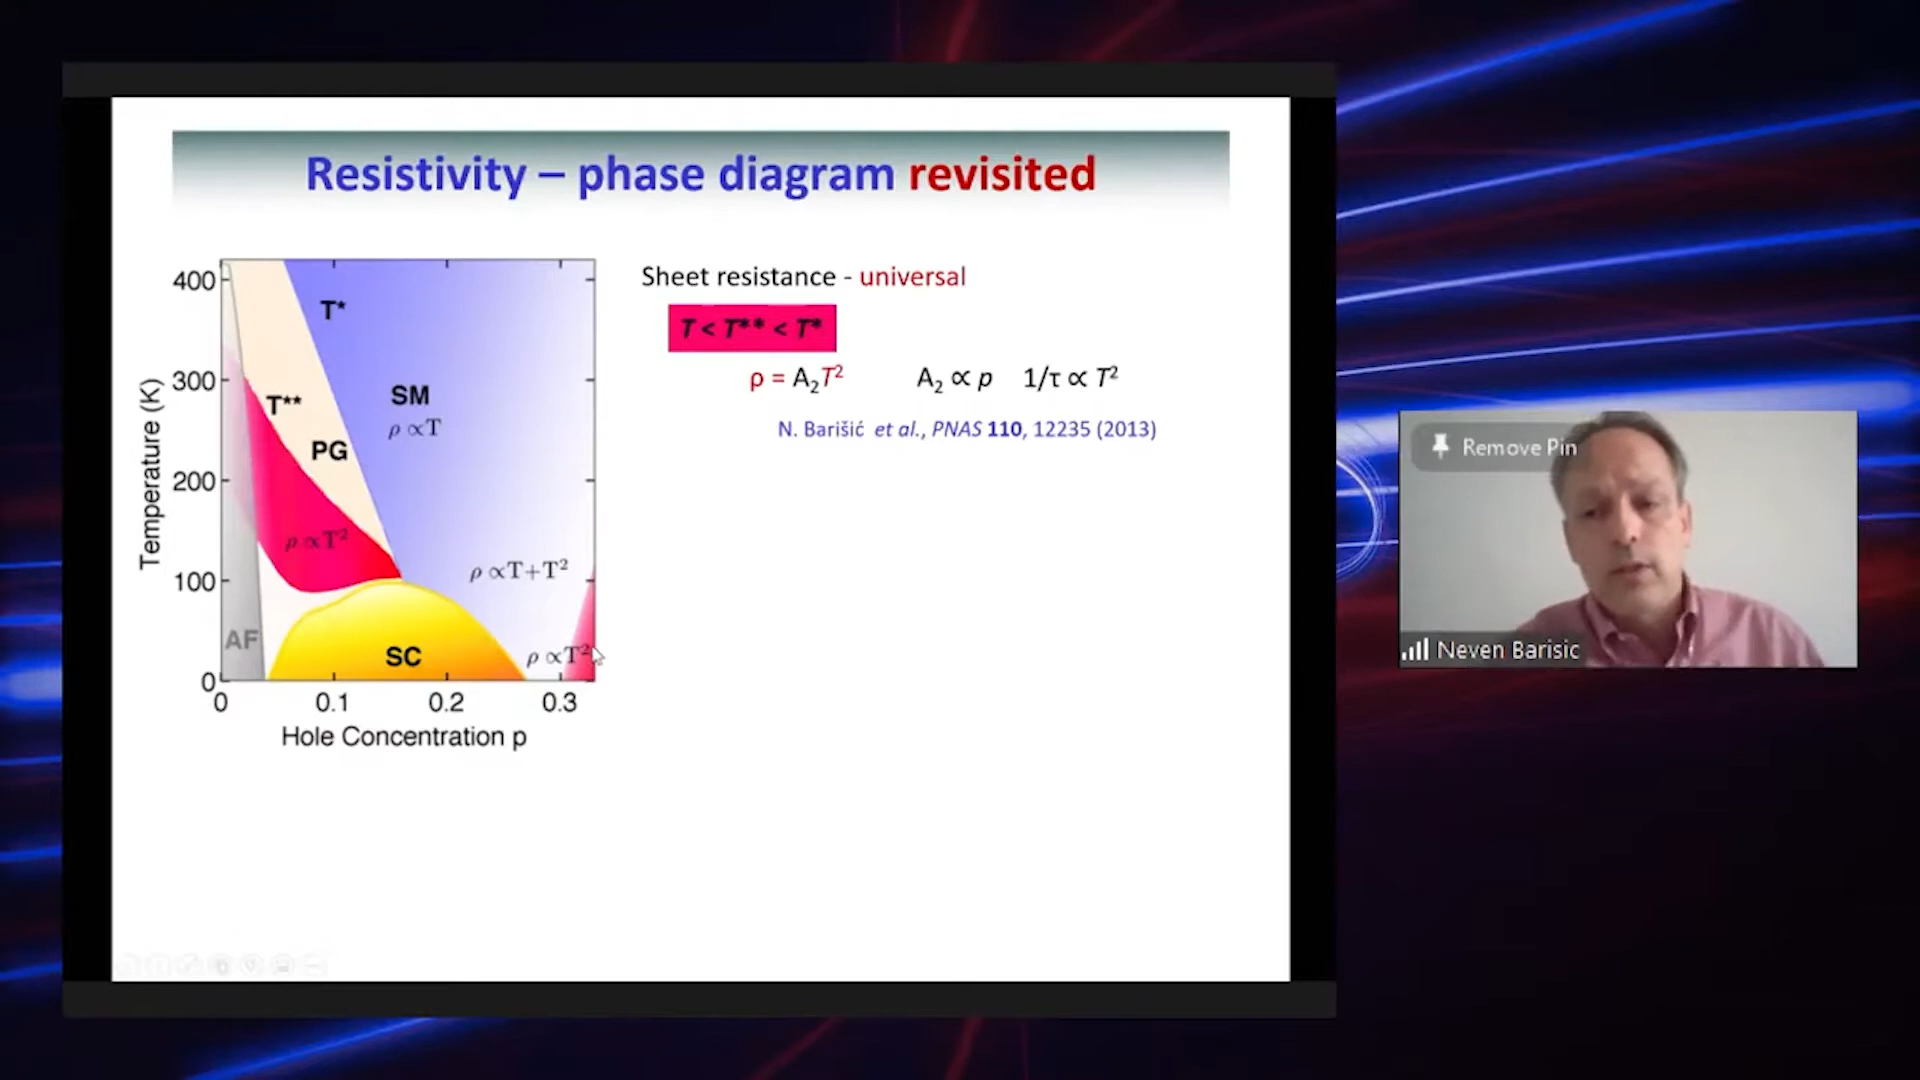 Resistivity – phase diagram revisited
Sheet resistance - universal
T < T** < T*
ρ = A₂T² A₂ ∝ p 1/τ ∝ T²
N. Barišić et al., PNAS 110, 12235 (2013)
Temperature (K)
400
300
200
100
0
T*
T**
SM
ρ ∝T
PG
ρ ∝T²
ρ ∝T+T²
AF
SC
ρ ∝T²
0
0.1
0.2
0.3
Hole Concentration p
Remove Pin
Neven Barisic